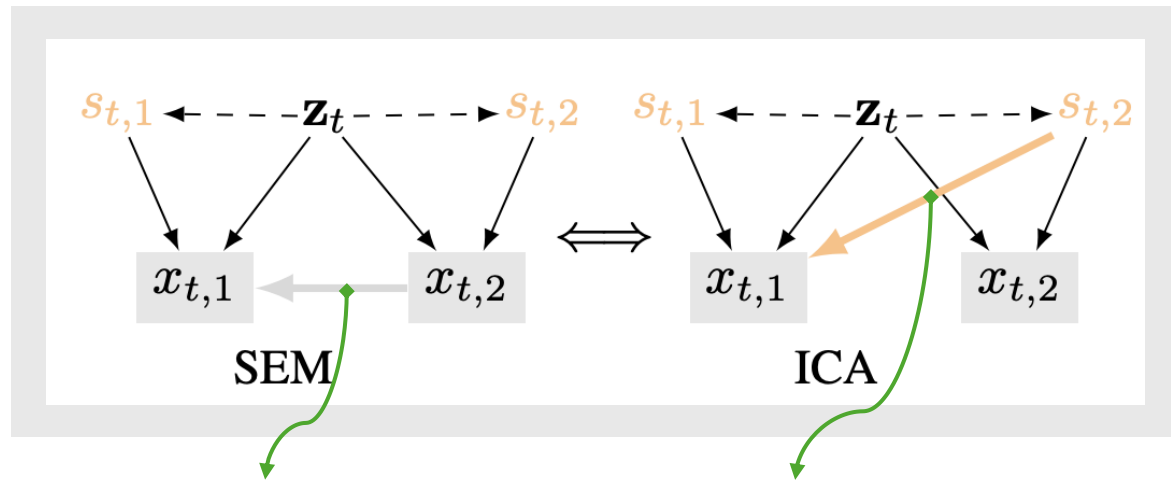 s_{t,1} z_t s_{t,2} s_{t,1} z_t s_{t,2}
x_{t,1} x_{t,2} ⟺ x_{t,1} x_{t,2}
SEM ICA